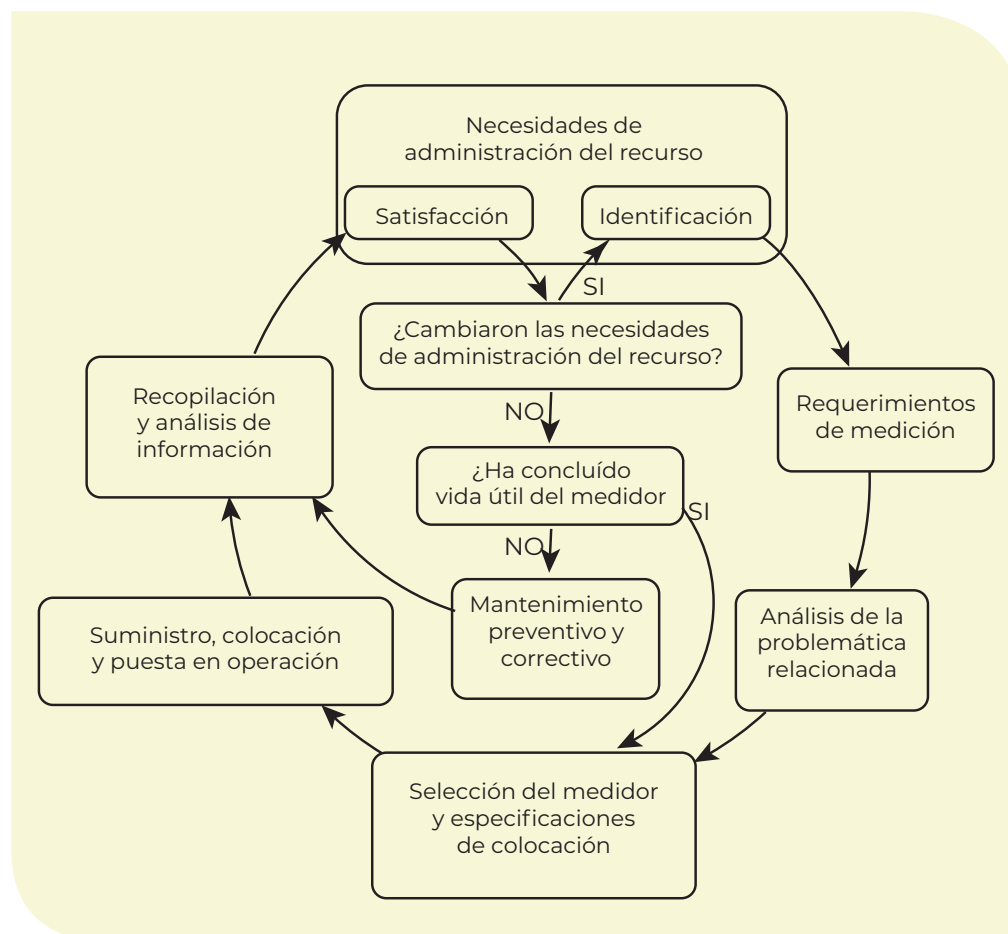 Necesidades de
administración del recurso
Satisfacción
Identificación
SI
¿Cambiaron las necesidades
de administración del recurso?
NO
Recopilación
y análisis de
información
Requerimientos
de medición
¿Ha concluído
vida útil del medidor
SI
NO
Mantenimiento
preventivo y
correctivo
Suministro, colocación
y puesta en operación
Análisis de la
problemática
relacionada
Selección del medidor
y especificaciones
de colocación